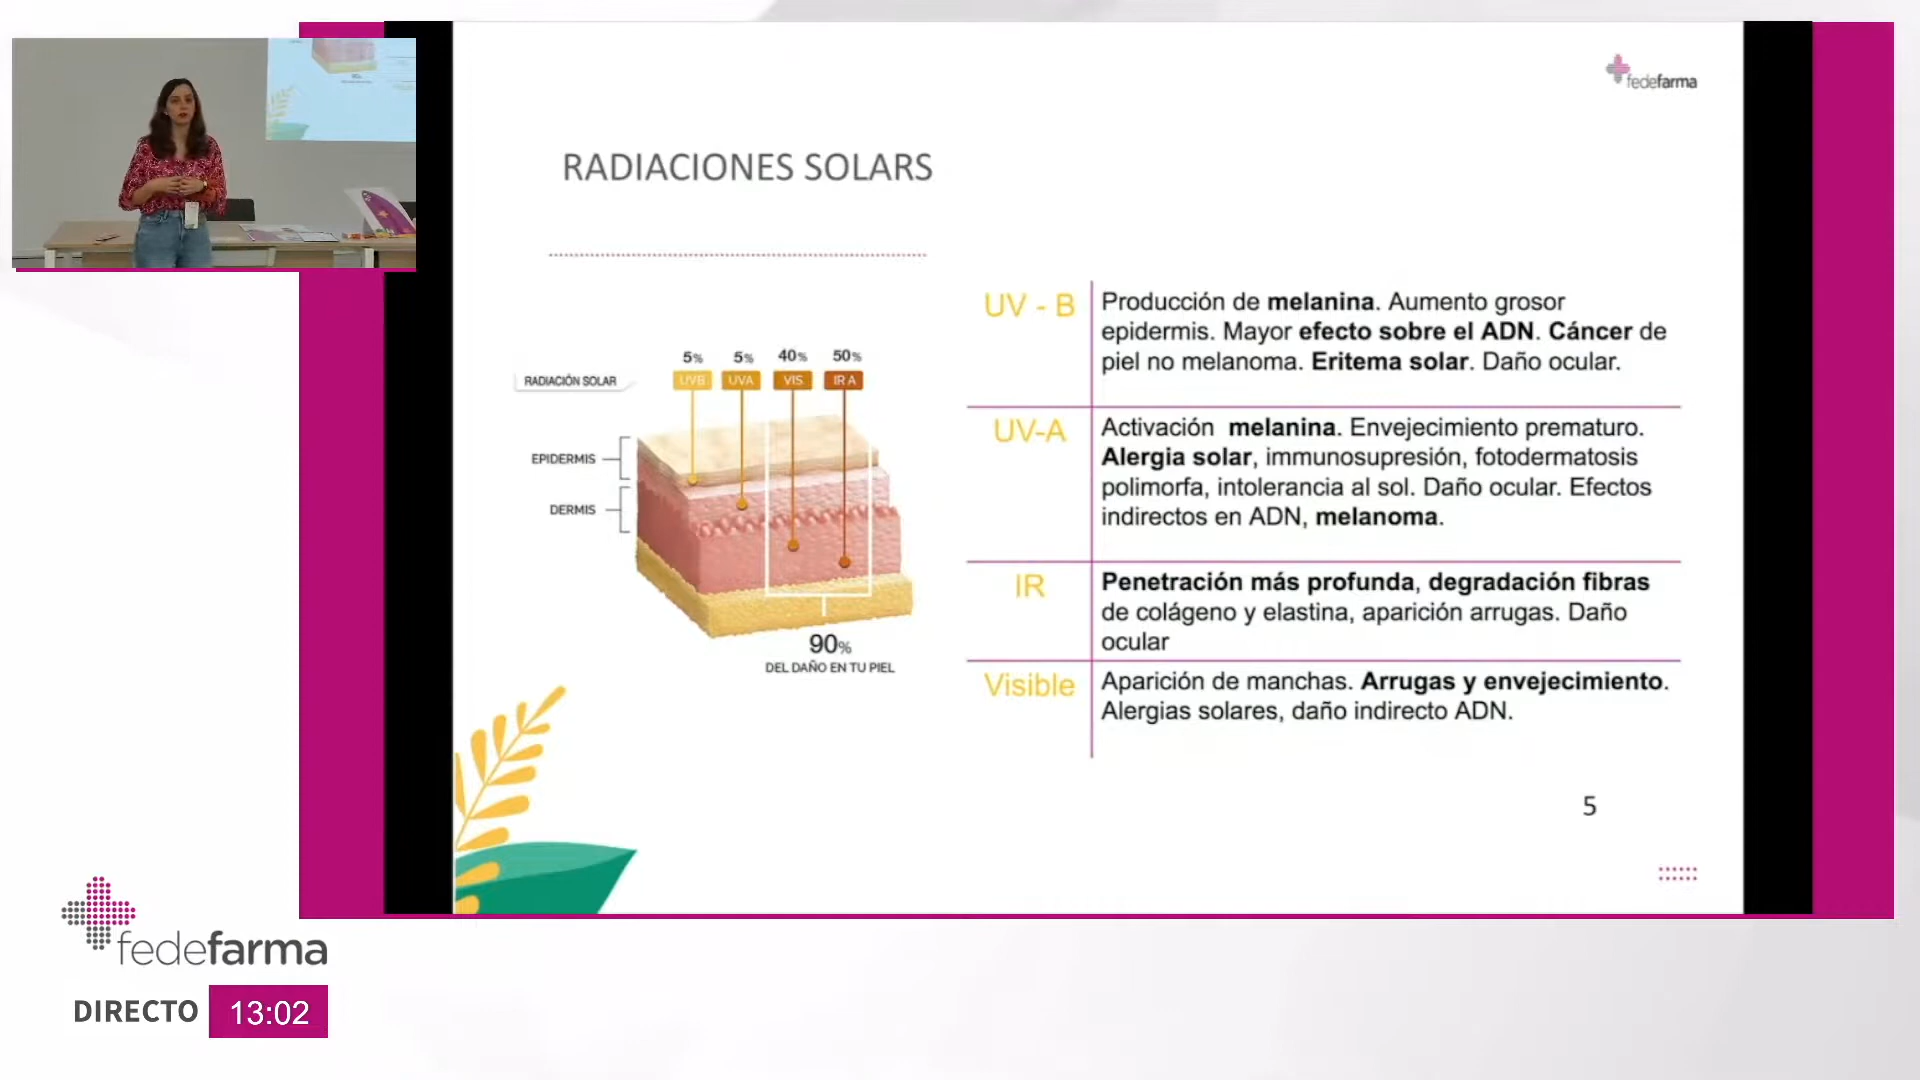 fedefarma
RADIACIONES SOLARS
5% 5% 40% 50%
RADIACIÓN SOLAR UVB UVA VIS IR A
EPIDERMIS
DERMIS
90%
DEL DAÑO EN TU PIEL
UV - B
Producción de melanina. Aumento grosor
epidermis. Mayor efecto sobre el ADN. Cáncer de
piel no melanoma. Eritema solar. Daño ocular.
UV-A
Activación melanina. Envejecimiento prematuro.
Alergia solar, immunosupresión, fotodermatosis
polimorfa, intolerancia al sol. Daño ocular. Efectos
indirectos en ADN, melanoma.
IR
Penetración más profunda, degradación fibras
de colágeno y elastina, aparición arrugas. Daño
ocular
Visible
Aparición de manchas. Arrugas y envejecimiento.
Alergias solares, daño indirecto ADN.
5
fedefarma
DIRECTO 13:02